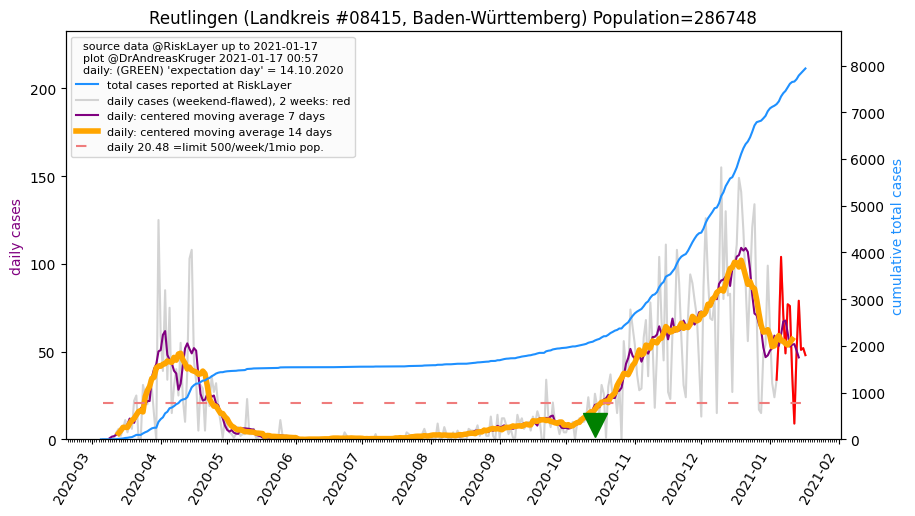 Reutlingen (Landkreis #08415, Baden-Württemberg) Population=286748
source data @RiskLayer up to 2021-01-17
plot @DrAndreasKruger 2021-01-17 00:57
daily: (GREEN) 'expectation day' = 14.10.2020
total cases reported at RiskLayer
daily cases (weekend-flawed), 2 weeks: red
daily: centered moving average 7 days
daily: centered moving average 14 days
daily 20.48 =limit 500/week/1mio pop.
daily cases
200
150
100
50
0
cumulative total cases
8000
7000
6000
5000
4000
3000
2000
1000
0
2020-03
2020-04
2020-05
2020-06
2020-07
2020-08
2020-09
2020-10
2020-11
2020-12
2021-01
2021-02